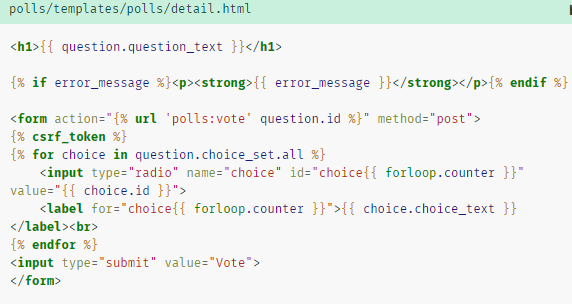 polls/templates/polls/detail.html
<h1>{{ question.question_text }}</h1>
{% if error_message %}<p><strong>{{ error_message }}</strong></p>{% endif %}
<form action="{% url 'polls:vote' question.id %}" method="post">
{% csrf_token %}
{% for choice in question.choice_set.all %}
    <input type="radio" name="choice" id="choice{{ forloop.counter }}"
value="{{ choice.id }}">
    <label for="choice{{ forloop.counter }}">{{ choice.choice_text }}
</label><br>
{% endfor %}
<input type="submit" value="Vote">
</form>